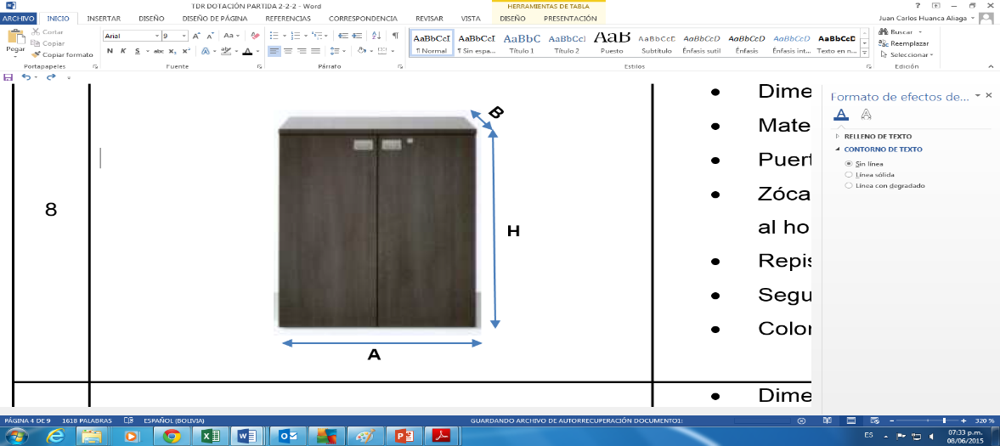 TDR DOTACIÓN PARTIDA 2-2-2 - Word
HERRAMIENTAS DE TABLA
ARCHIVO INICIO INSERTAR DISEÑO DISEÑO DE PÁGINA REFERENCIAS CORRESPONDENCIA REVISAR VISTA DISEÑO PRESENTACIÓN
Juan Carlos Huanca Aliaga
Pegar
Cortar
Copiar
Copiar formato
Portapapeles
Arial 9
Fuente
Párrafo
AaBbCcI AaBbCcI AaBbC AaBbCcI AaB AaBbCcC AaBbCcD AaBbCcD AaBbCcD AaBbCcC
¶ Normal ¶ Sin espa... Título 1 Título 2 Puesto Subtítulo Énfasis sutil Énfasis Énfasis int... Texto en n...
Estilos
Buscar
Reemplazar
Seleccionar
Edición
8
B
H
A
• Dime
• Mate
• Puert
• Zóca
al ho
• Repis
• Segu
• Color
• Dime
Formato de efectos de...
RELLENO DE TEXTO
CONTORNO DE TEXTO
Sin línea
Línea sólida
Línea con degradado
PÁGINA 4 DE 9 1618 PALABRAS ESPAÑOL (BOLIVIA) GUARDANDO ARCHIVO DE AUTORRECUPERACIÓN DOCUMENTO1: 320 %
ES
07:33 p.m.
08/06/2015